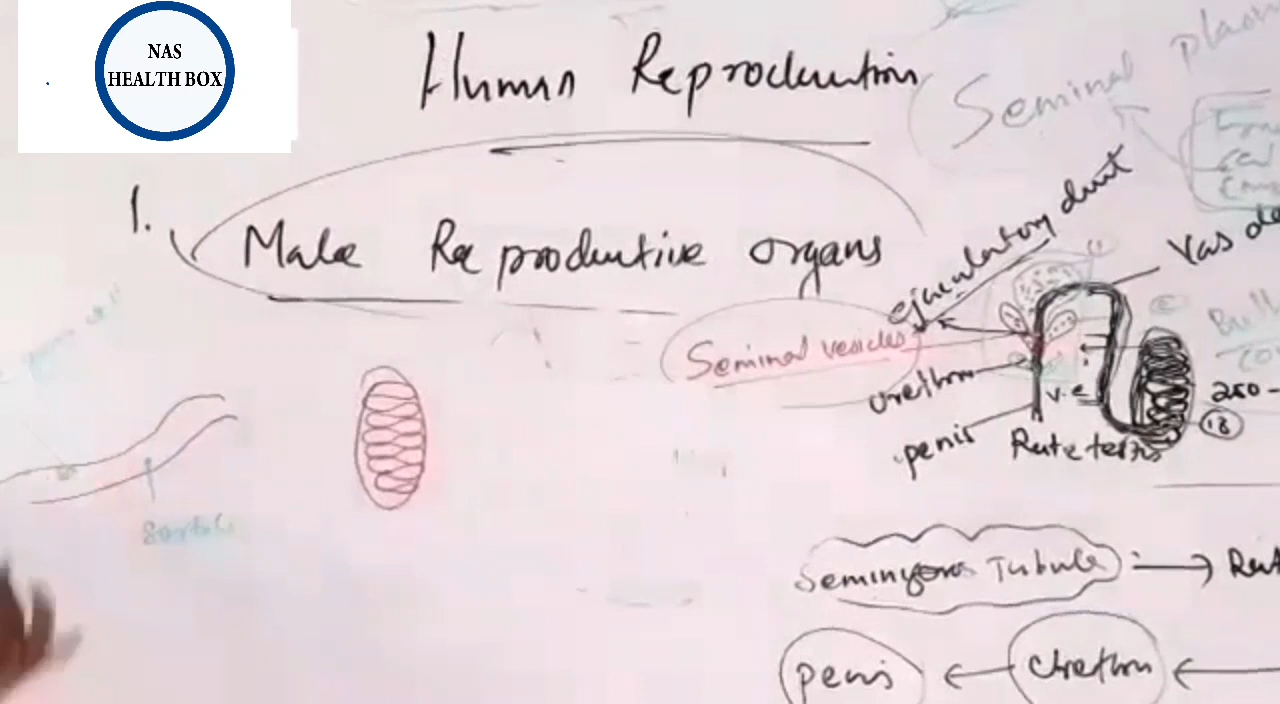 NAS
HEALTH BOX
Human Reproduction
Seminal
1.
Male Reproductive organs
ejaculatory duct
Vas de
Seminal vesicles
urethra
v.e
250-
18
penis
Rete testis
Sertoli
Seminiferous Tubule → Ret
penis ← urethra ←